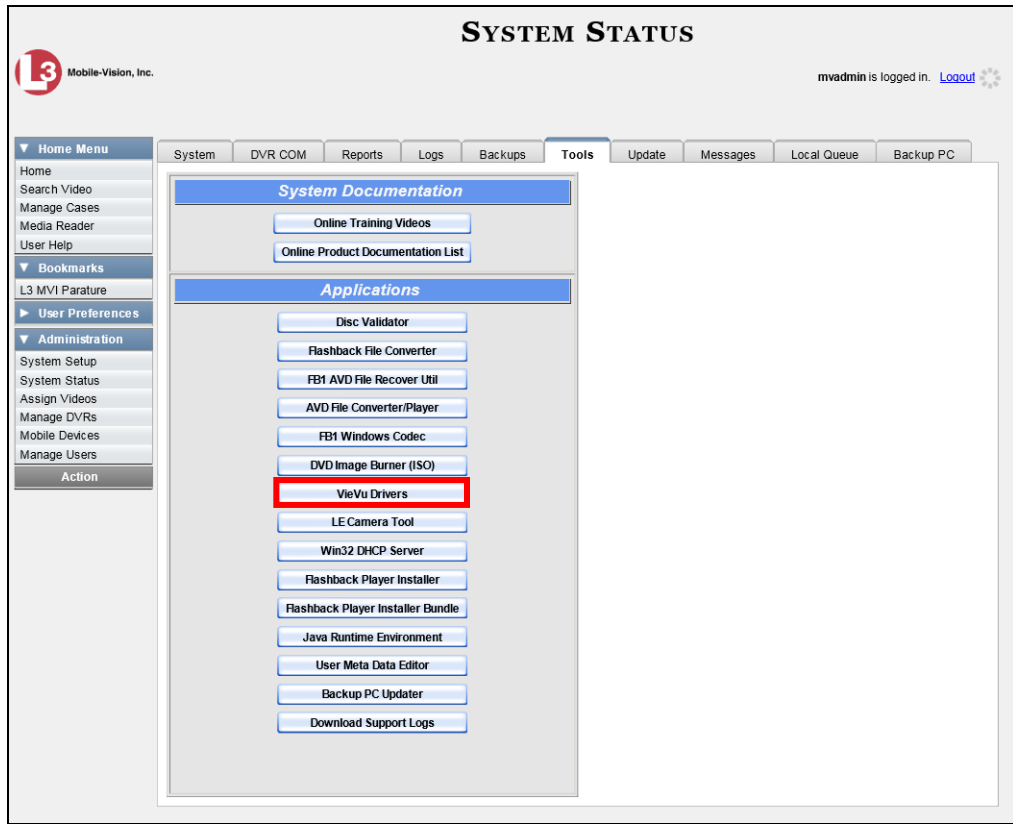 SYSTEM STATUS
L3 Mobile-Vision, Inc.
mvadmin is logged in. Logout
Home Menu
Home
Search Video
Manage Cases
Media Reader
User Help
Bookmarks
L3 MVI Parature
User Preferences
Administration
System Setup
System Status
Assign Videos
Manage DVRs
Mobile Devices
Manage Users
Action
System DVR COM Reports Logs Backups Tools Update Messages Local Queue Backup PC
System Documentation
Online Training Videos
Online Product Documentation List
Applications
Disc Validator
Flashback File Converter
FB1 AVD File Recover Util
AVD File Converter/Player
FB1 Windows Codec
DVD Image Burner (ISO)
VieVu Drivers
LE Camera Tool
Win32 DHCP Server
Flashback Player Installer
Flashback Player Installer Bundle
Java Runtime Environment
User Meta Data Editor
Backup PC Updater
Download Support Logs